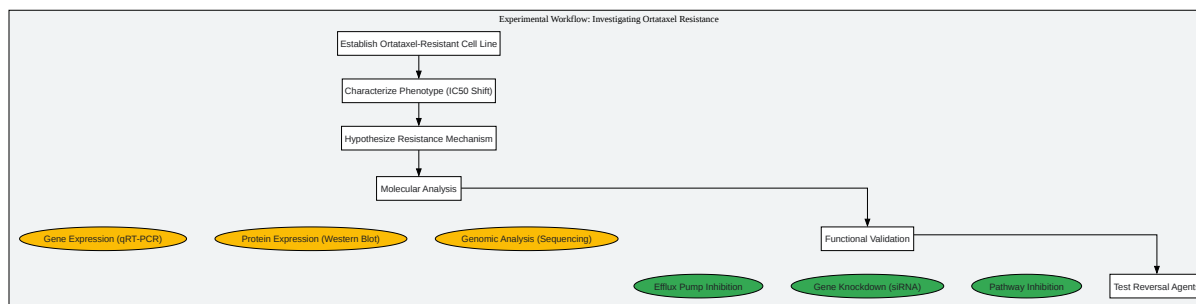 Experimental Workflow: Investigating Ortataxel Resistance
Establish Ortataxel-Resistant Cell Line
Characterize Phenotype (IC50 Shift)
Hypothesize Resistance Mechanism
Molecular Analysis
Gene Expression (qRT-PCR)
Protein Expression (Western Blot)
Genomic Analysis (Sequencing)
Functional Validation
Efflux Pump Inhibition
Gene Knockdown (siRNA)
Pathway Inhibition
Test Reversal Agents